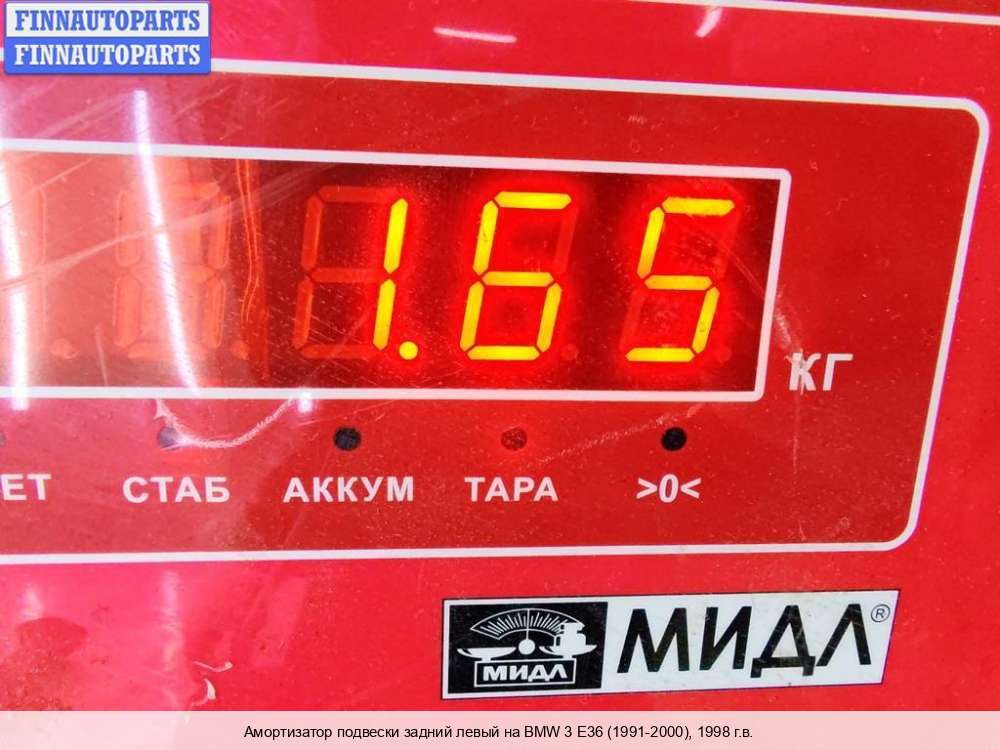 FINNAUTOPARTS
FINNAUTOPARTS
1.65
КГ
ЕТ СТАБ АККУМ ТАРА >0<
МИДЛ МИДЛ®
Амортизатор подвески задний левый на BMW 3 E36 (1991-2000), 1998 г.в.